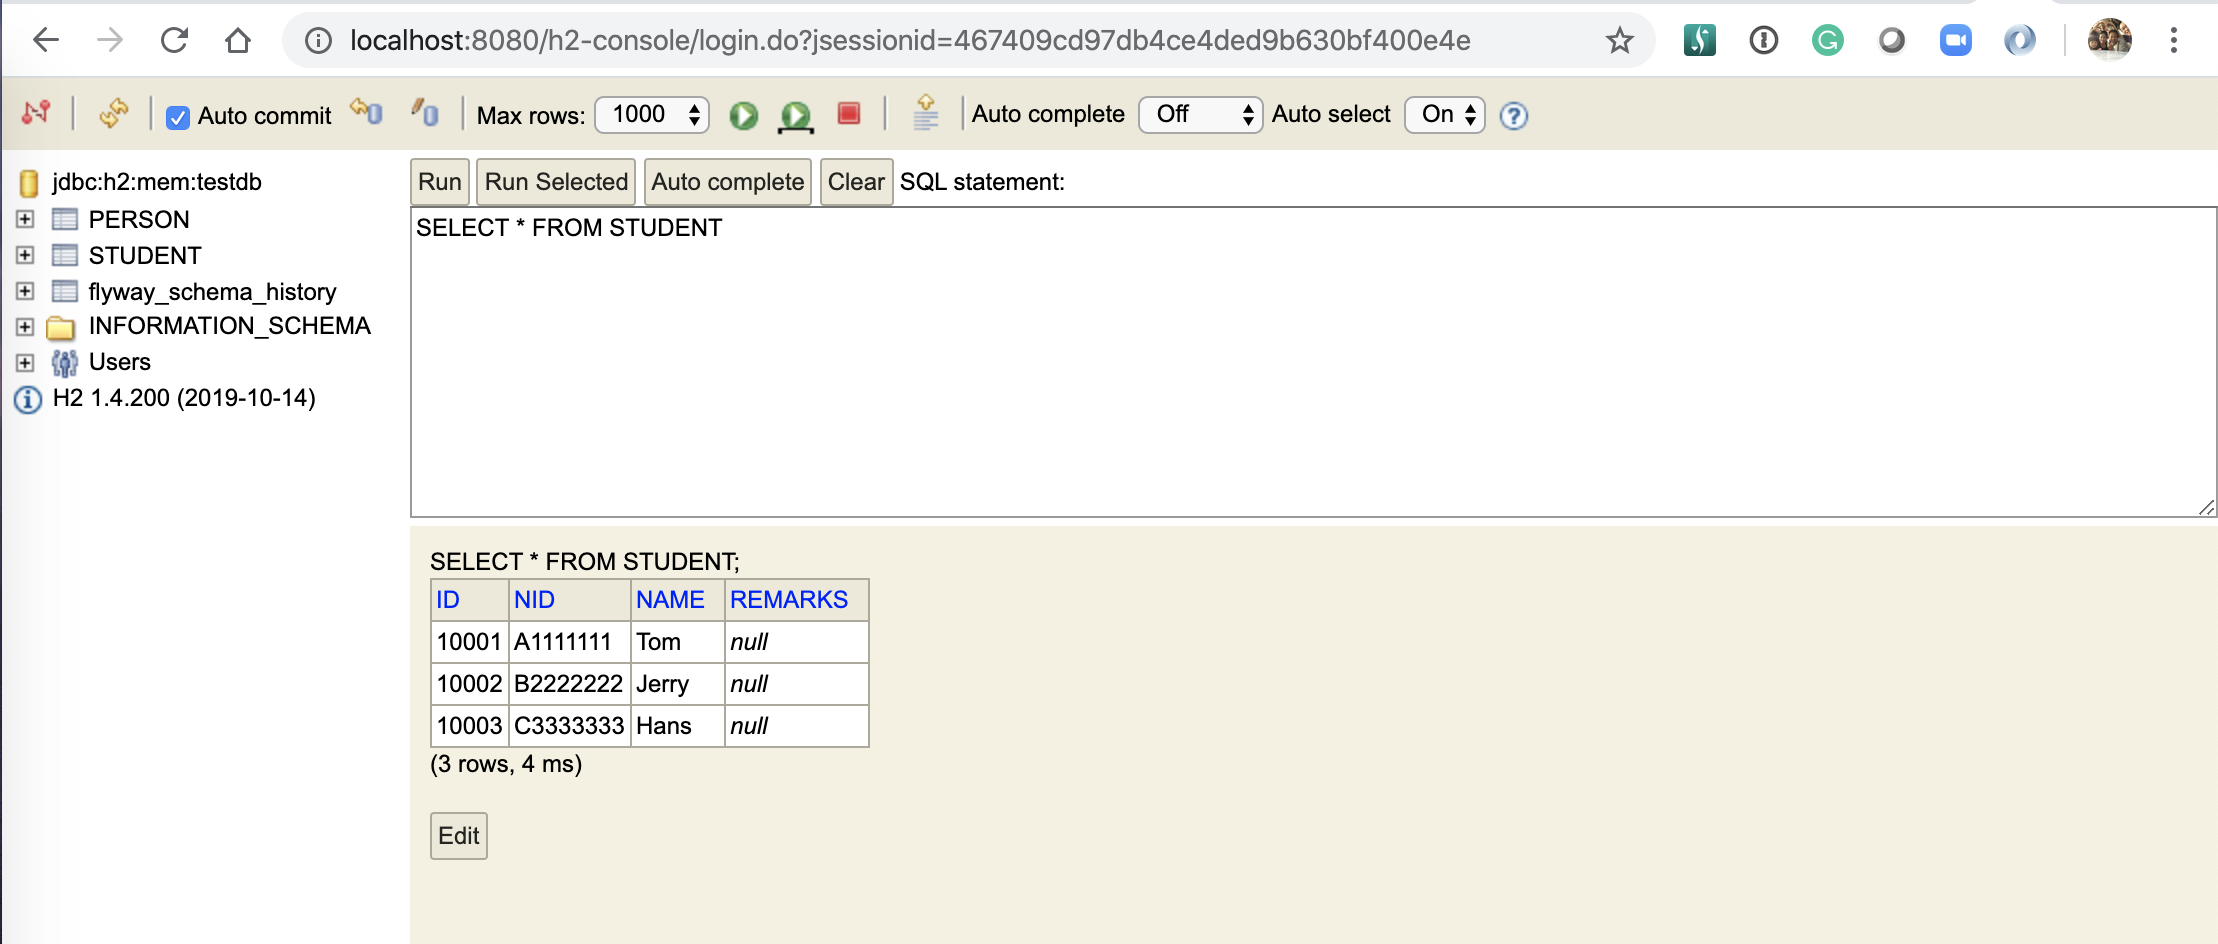 localhost:8080/h2-console/login.do?jsessionid=467409cd97db4ce4ded9b630bf400e4e
Auto commit Max rows: 1000 Auto complete Off Auto select On ?
jdbc:h2:mem:testdb
PERSON
STUDENT
flyway_schema_history
INFORMATION_SCHEMA
Users
H2 1.4.200 (2019-10-14)
Run Run Selected Auto complete Clear SQL statement:
SELECT * FROM STUDENT
SELECT * FROM STUDENT;
ID NID NAME REMARKS
10001 A1111111 Tom null
10002 B2222222 Jerry null
10003 C3333333 Hans null
(3 rows, 4 ms)
Edit